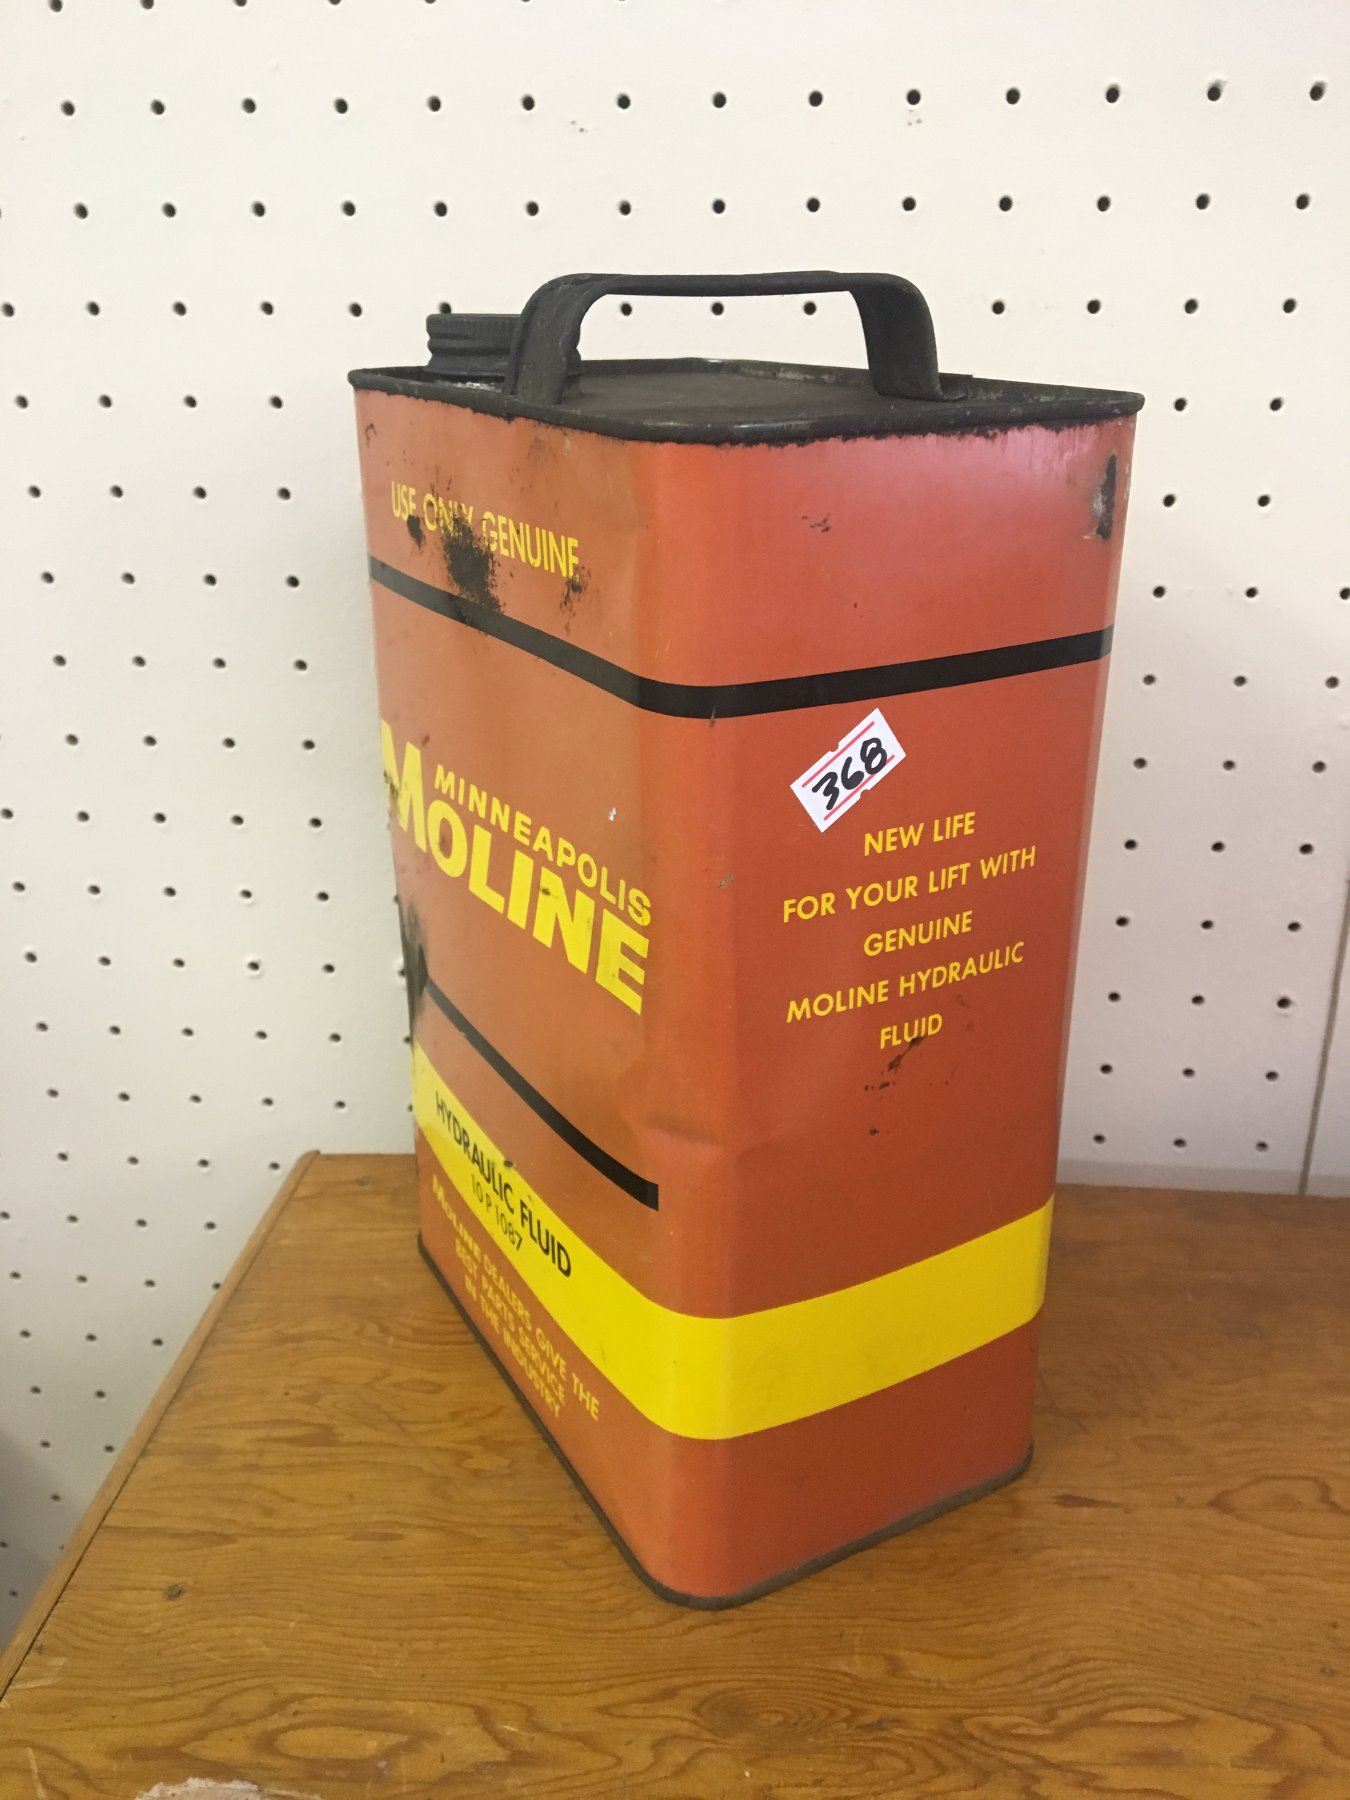 USE ONLY GENUINE
MINNEAPOLIS
MOLINE
HYDRAULIC FLUID
10 P 1087
MOLINE DEALERS GIVE THE
BEST PARTS SERVICE
IN THE INDUSTRY
368
NEW LIFE
FOR YOUR LIFT WITH
GENUINE
MOLINE HYDRAULIC
FLUID